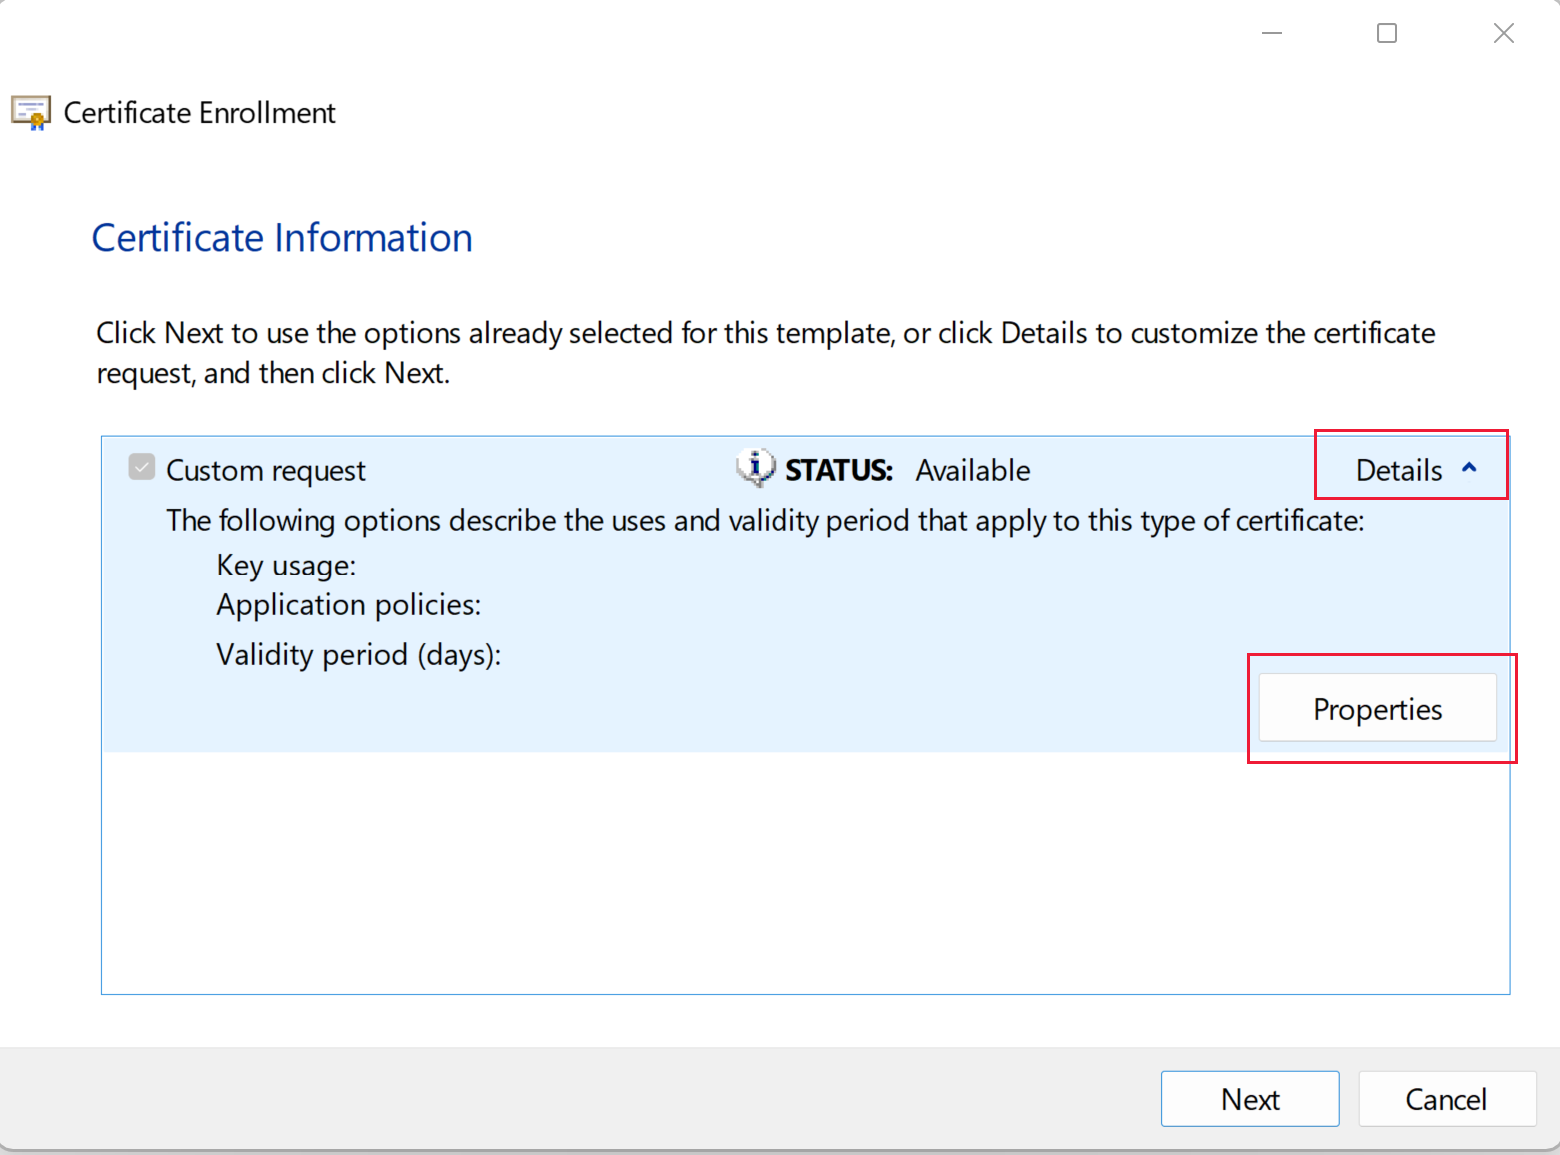 Certificate Enrollment
Certificate Information
Click Next to use the options already selected for this template, or click Details to customize the certificate
request, and then click Next.
Custom request STATUS: Available Details
The following options describe the uses and validity period that apply to this type of certificate:
Key usage:
Application policies:
Validity period (days):
Properties
Next Cancel